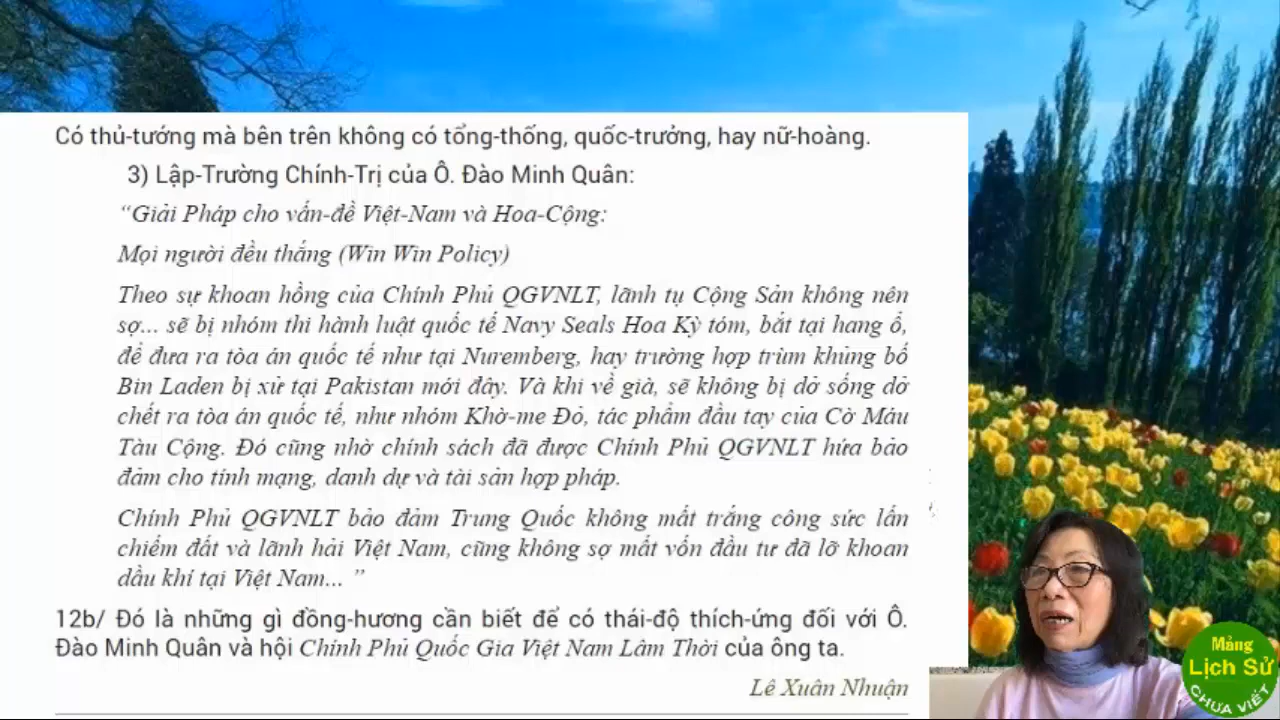 Có thủ-tướng mà bên trên không có tổng-thống, quốc-trưởng, hay nữ-hoàng.
3) Lập-Trường Chính-Trị của Ô. Đào Minh Quân:
“Giải Pháp cho vấn-đề Việt-Nam và Hoa-Cộng:
Mọi người đều thắng (Win Win Policy)
Theo sự khoan hồng của Chính Phủ QGVNLT, lãnh tụ Cộng Sản không nên
sợ... sẽ bị nhóm thi hành luật quốc tế Navy Seals Hoa Kỳ tóm, bắt tại hang ổ,
để đưa ra tòa án quốc tế như tại Nuremberg, hay trường hợp trùm khủng bố
Bin Laden bị xử tại Pakistan mới đây. Và khi về già, sẽ không bị dở sống dở
chết ra tòa án quốc tế, như nhóm Khờ-me Đỏ, tác phẩm đầu tay của Cờ Máu
Tàu Cộng. Đó cũng nhờ chính sách đã được Chính Phủ QGVNLT hứa bảo
đảm cho tính mạng, danh dự và tài sản hợp pháp.
Chính Phủ QGVNLT bảo đảm Trung Quốc không mất trắng công sức lấn
chiếm đất và lãnh hải Việt Nam, cũng không sợ mất vốn đầu tư đã lỡ khoan
dầu khí tại Việt Nam... ”
12b/ Đó là những gì đồng-hương cần biết để có thái-độ thích-ứng đối với Ô.
Đào Minh Quân và hội Chính Phủ Quốc Gia Việt Nam Lâm Thời của ông ta.
Lê Xuân Nhuận
Mảng
Lịch Sử
CHƯA VIẾT